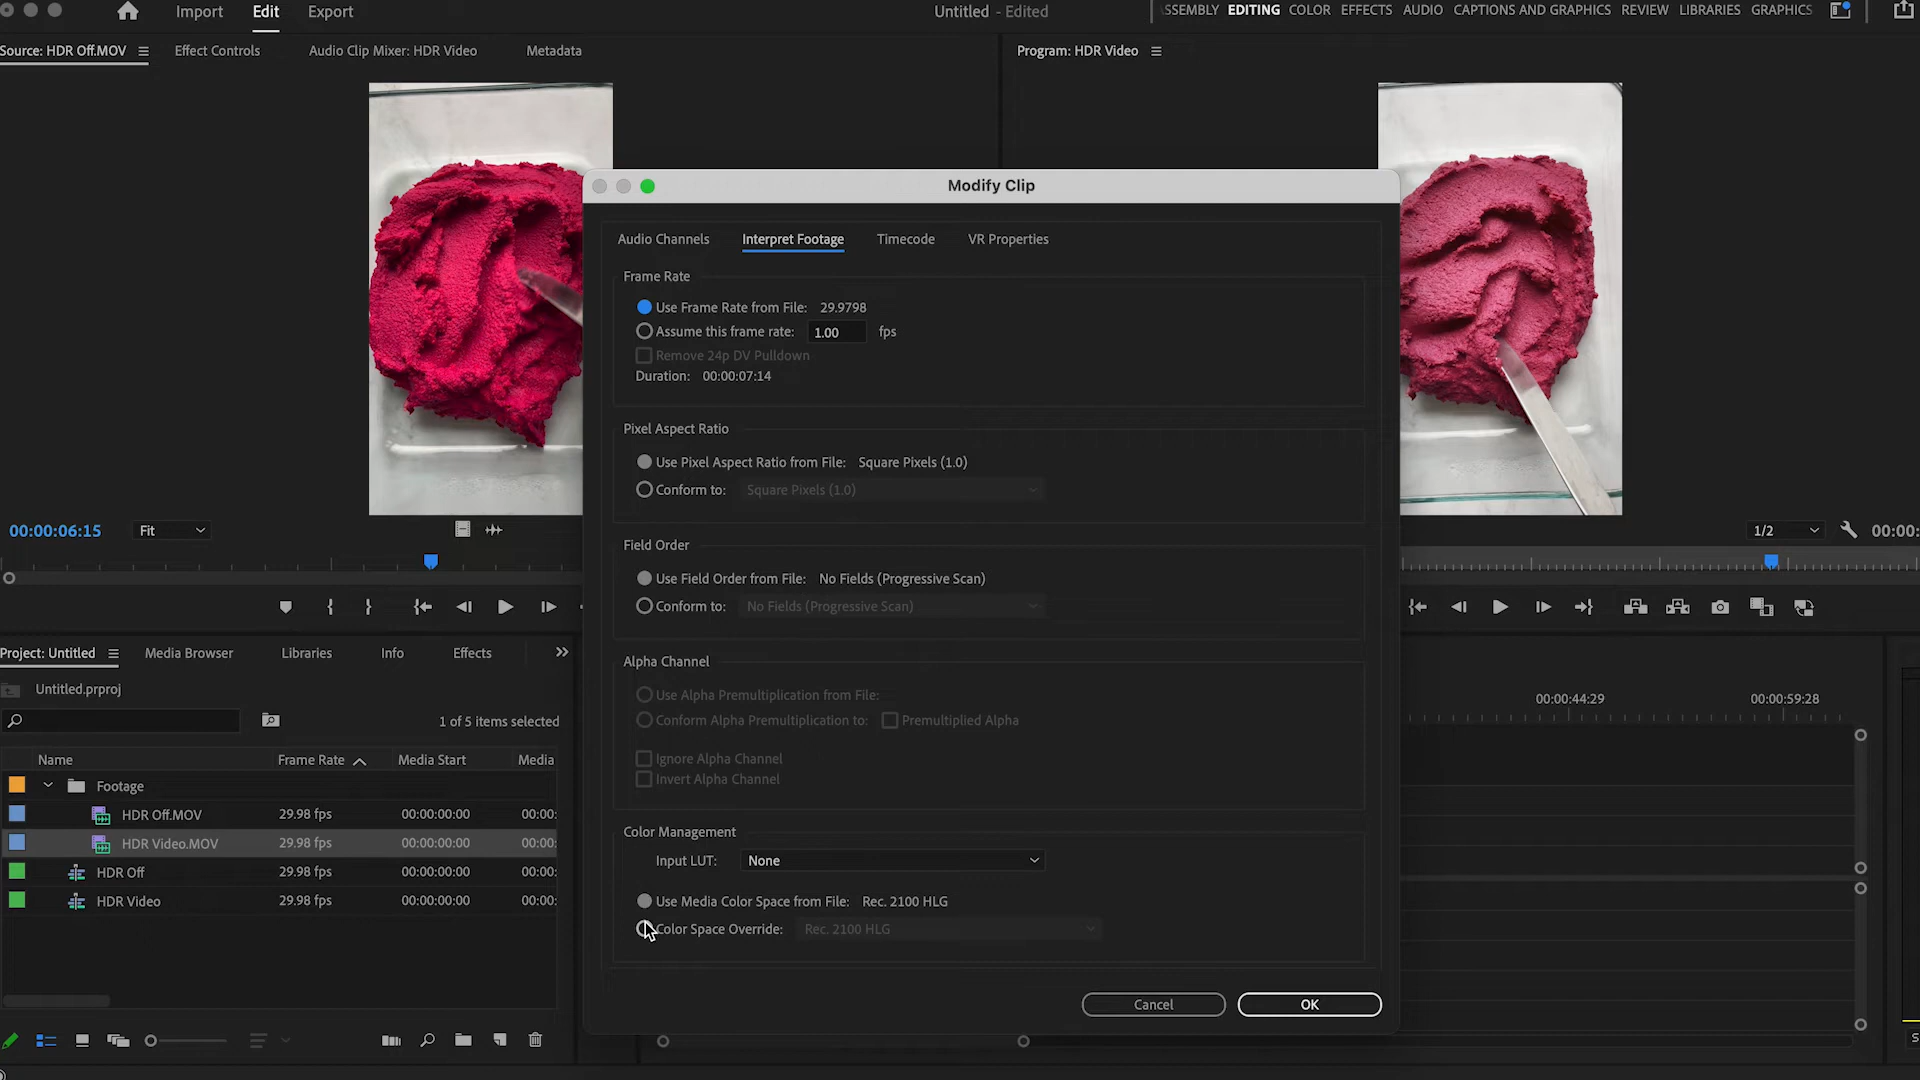 Import Edit Export Untitled - Edited SSEMBLY EDITING COLOR EFFECTS AUDIO CAPTIONS AND GRAPHICS REVIEW LIBRARIES GRAPHICS
Source: HDR Off.MOV Effect Controls Audio Clip Mixer: HDR Video Metadata Program: HDR Video
Modify Clip
Audio Channels Interpret Footage Timecode VR Properties
Frame Rate
Use Frame Rate from File: 29.9798
Assume this frame rate: 1.00 fps
Remove 24p DV Pulldown
Duration: 00:00:07:14
Pixel Aspect Ratio
Use Pixel Aspect Ratio from File: Square Pixels (1.0)
Conform to: Square Pixels (1.0)
00:00:06:15 Fit 1/2 00:00:
Field Order
Use Field Order from File: No Fields (Progressive Scan)
Conform to: No Fields (Progressive Scan)
Project: Untitled Media Browser Libraries Info Effects
Untitled.prproj
1 of 5 items selected
Name Frame Rate Media Start Media
Footage
HDR Off.MOV 29.98 fps 00:00:00:00 00:00:
HDR Video.MOV 29.98 fps 00:00:00:00 00:00:
HDR Off 29.98 fps 00:00:00:00 00:00:
HDR Video 29.98 fps 00:00:00:00 00:00:
Alpha Channel
Use Alpha Premultiplication from File:
Conform Alpha Premultiplication to: Premultiplied Alpha
Ignore Alpha Channel
Invert Alpha Channel
00:00:44:29 00:00:59:28
Color Management
Input LUT: None
Use Media Color Space from File: Rec. 2100 HLG
Color Space Override: Rec. 2100 HLG
Cancel OK
S